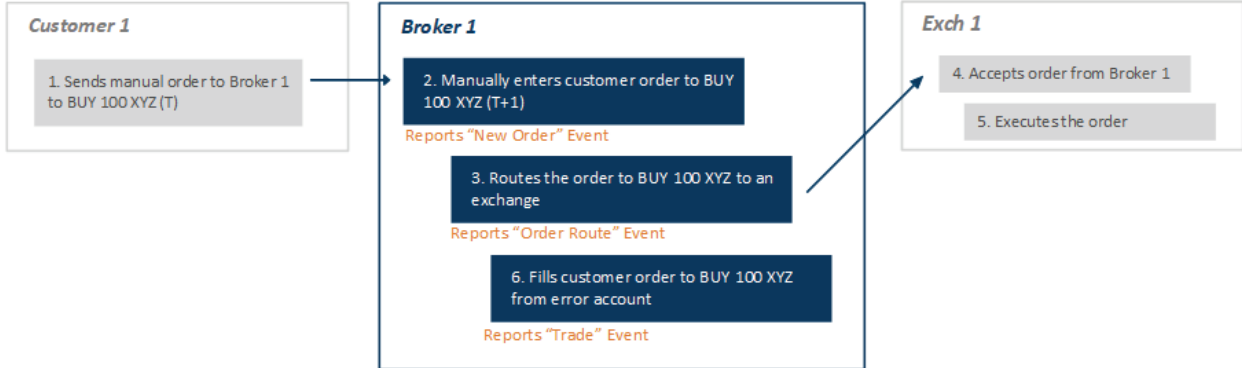 Customer 1
1. Sends manual order to Broker 1
to BUY 100 XYZ (T)
Broker 1
2. Manually enters customer order to BUY
100 XYZ (T+1)
Reports “New Order” Event
3. Routes the order to BUY 100 XYZ to an
exchange
Reports “Order Route” Event
6. Fills customer order to BUY 100 XYZ
from error account
Reports “Trade” Event
Exch 1
4. Accepts order from Broker 1
5. Executes the order